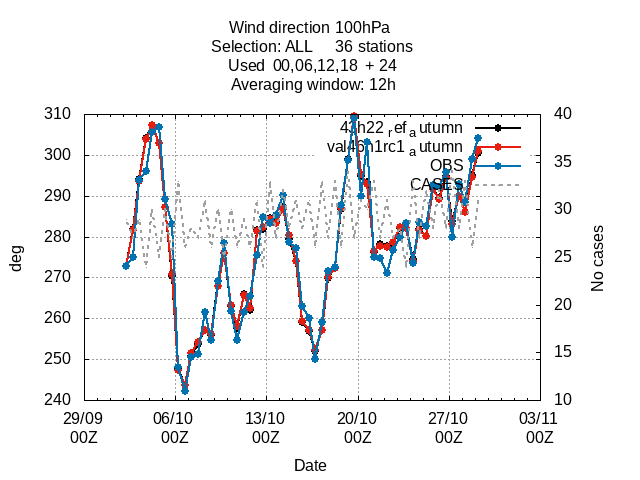 Wind direction 100hPa
Selection: ALL 36 stations
Used 00,06,12,18 + 24
Averaging window: 12h
310
300
290
280
270
260
250
240
deg
40
35
30
25
20
15
10
No cases
43h22_ref_autumn
val46h1rc1_autumn
OBS
CASES
29/09 06/10 13/10 20/10 27/10 03/11
00Z 00Z 00Z 00Z 00Z 00Z
Date